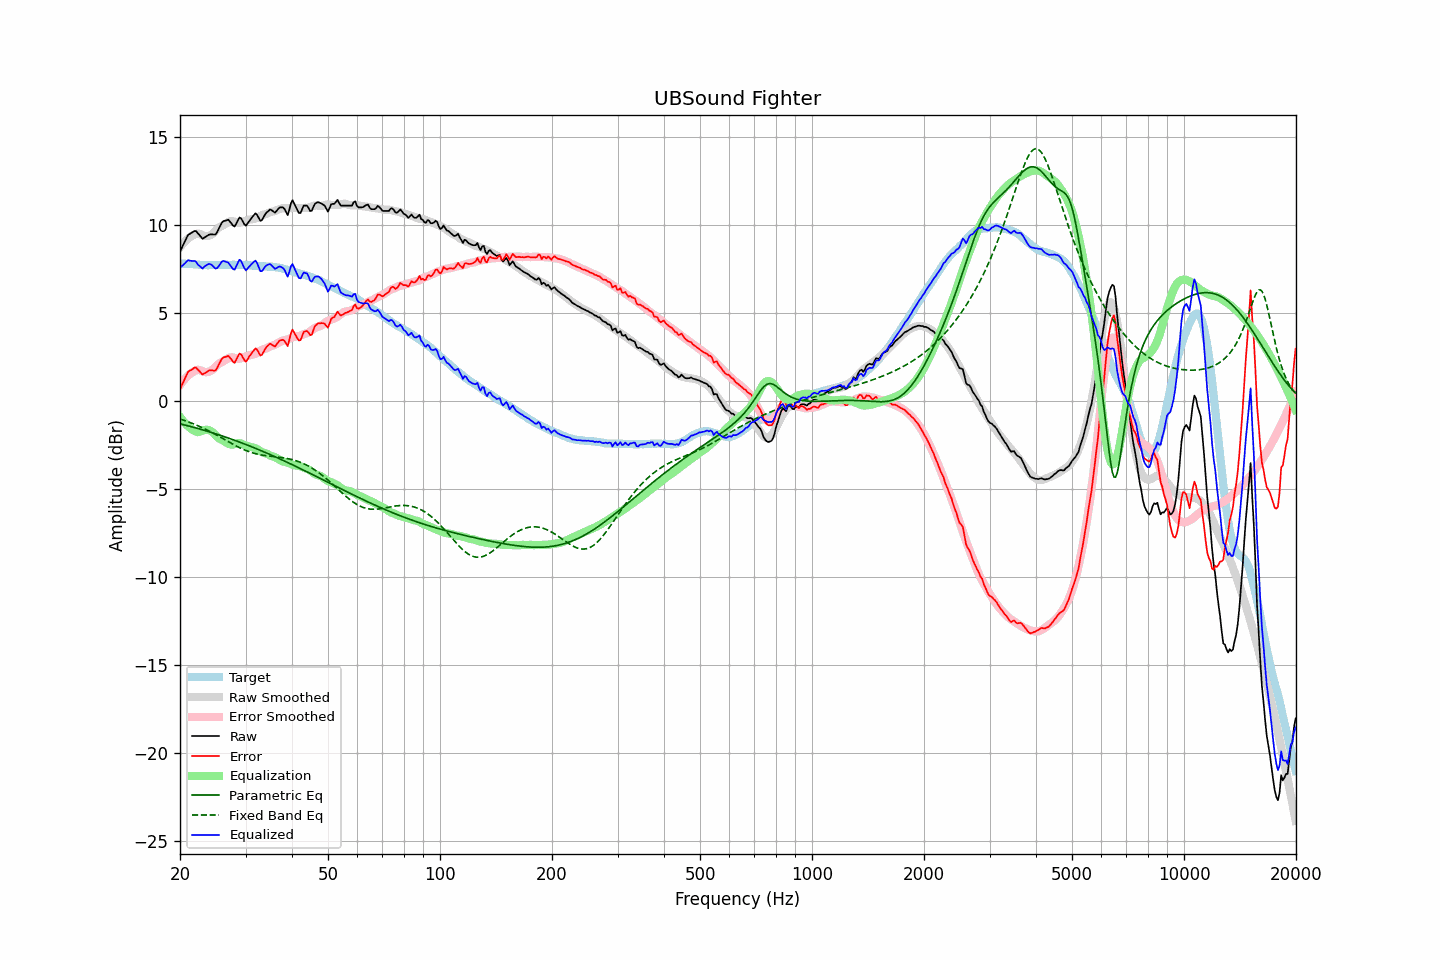 UBSound Fighter
Amplitude (dBr)
15
10
5
0
−5
−10
−15
−20
−25
Target
Raw Smoothed
Error Smoothed
Raw
Error
Equalization
Parametric Eq
Fixed Band Eq
Equalized
20
50
100
200
500
1000
2000
5000
10000
20000
Frequency (Hz)